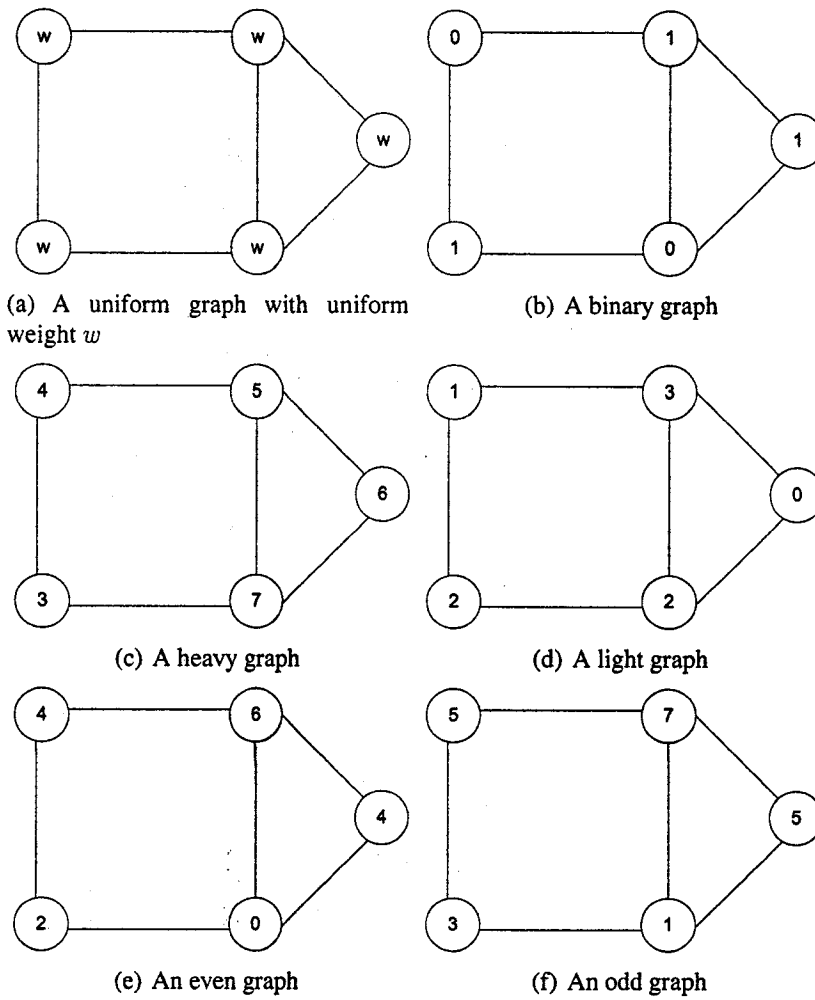 w w
w
w w
(a) A uniform graph with uniform
weight w
0 1
1
1 0
(b) A binary graph
4 5
6
3 7
(c) A heavy graph
1 3
0
2 2
(d) A light graph
4 6
4
2 0
(e) An even graph
5 7
5
3 1
(f) An odd graph